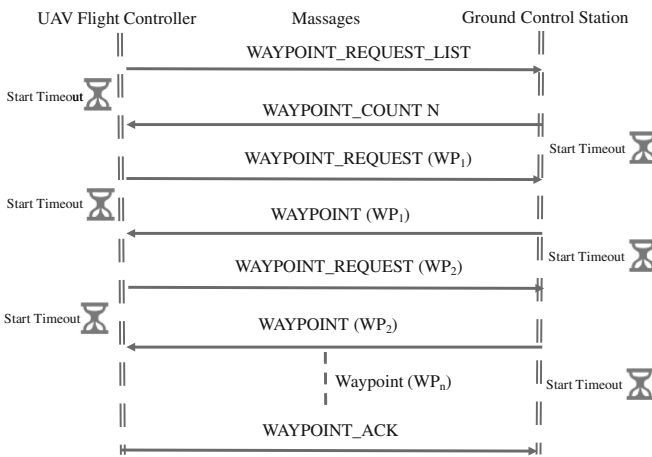 UAV Flight Controller Massages Ground Control Station
WAYPOINT_REQUEST_LIST
Start Timeout
WAYPOINT_COUNT N
Start Timeout
WAYPOINT_REQUEST (WP₁)
Start Timeout
WAYPOINT (WP₁)
Start Timeout
WAYPOINT_REQUEST (WP₂)
Start Timeout
WAYPOINT (WP₂)
Waypoint (WPₙ)
Start Timeout
WAYPOINT_ACK